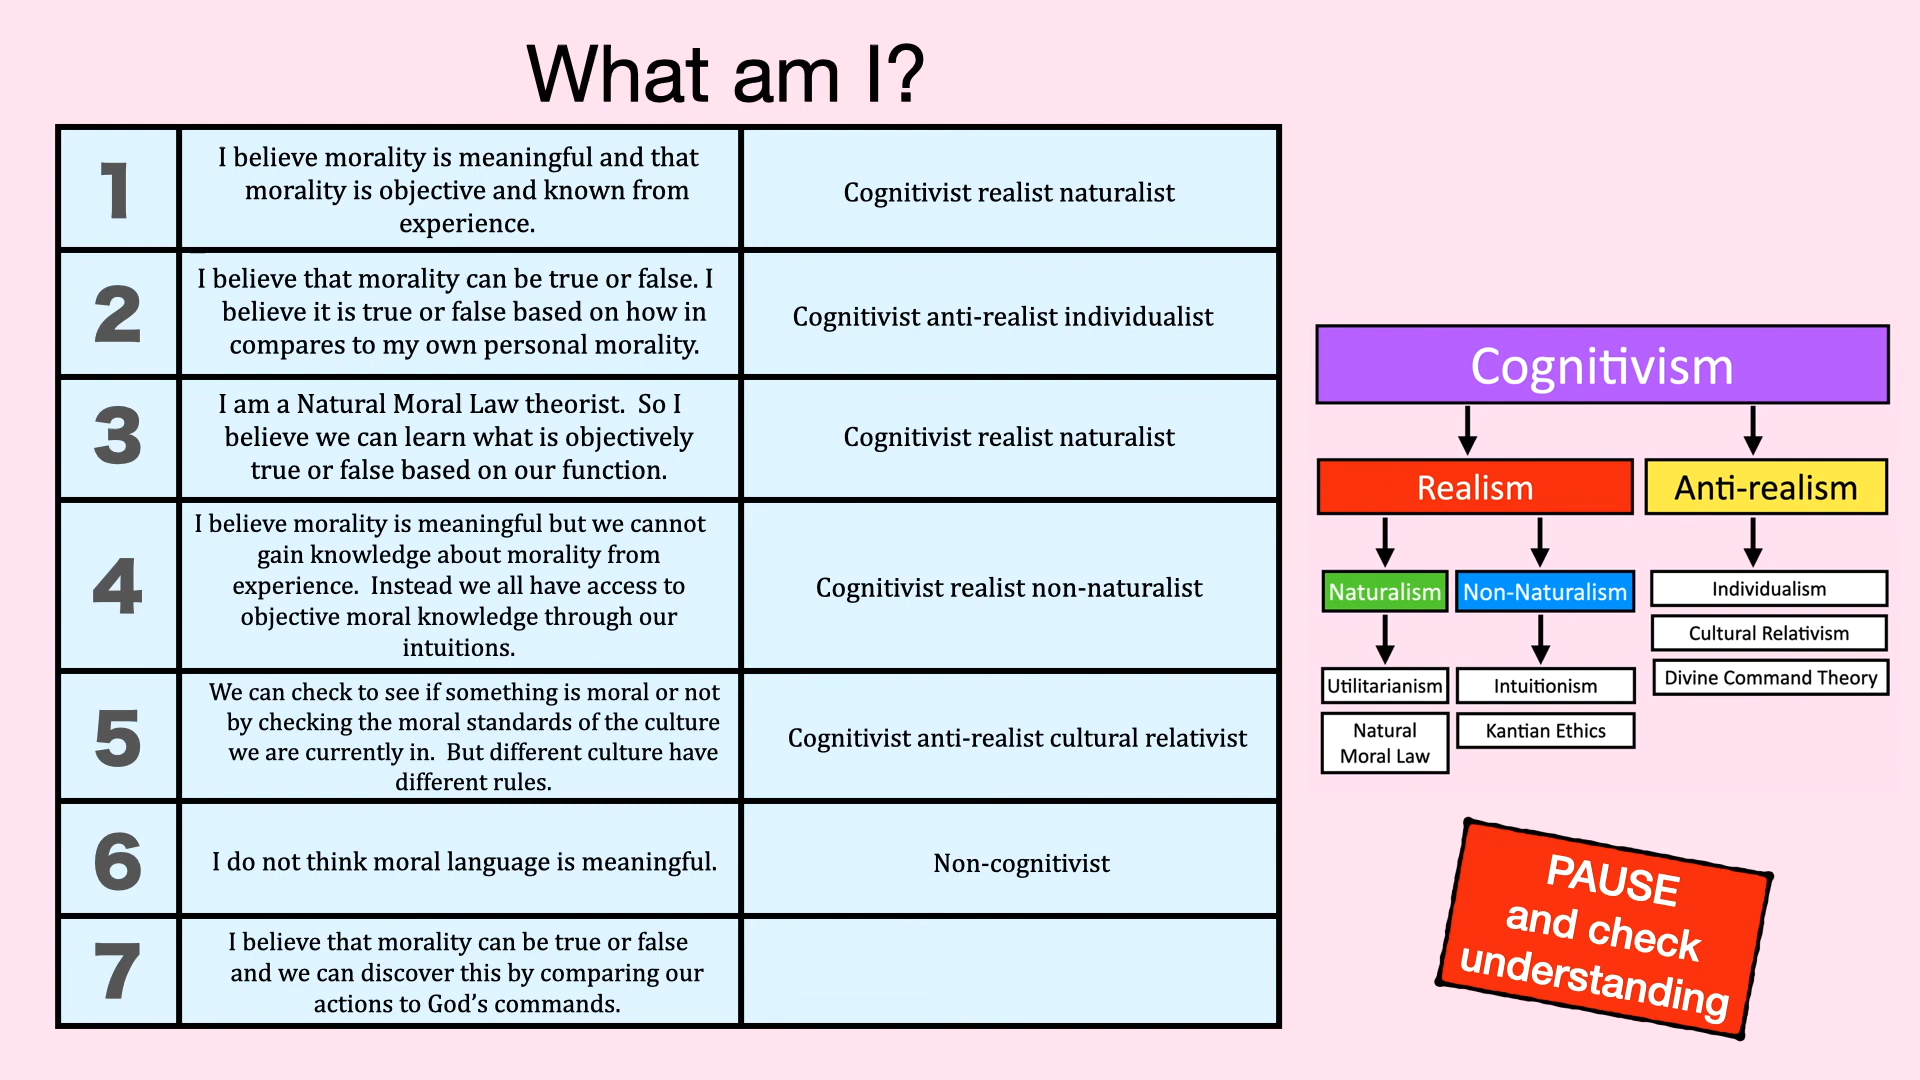 What am I?
1
I believe morality is meaningful and that
morality is objective and known from
experience.
Cognitivist realist naturalist
2
I believe that morality can be true or false. I
believe it is true or false based on how in
compares to my own personal morality.
Cognitivist anti-realist individualist
3
I am a Natural Moral Law theorist.  So I
believe we can learn what is objectively
true or false based on our function.
Cognitivist realist naturalist
4
I believe morality is meaningful but we cannot
gain knowledge about morality from
experience.  Instead we all have access to
objective moral knowledge through our
intuitions.
Cognitivist realist non-naturalist
5
We can check to see if something is moral or not
by checking the moral standards of the culture
we are currently in.  But different culture have
different rules.
Cognitivist anti-realist cultural relativist
6
I do not think moral language is meaningful.
Non-cognitivist
7
I believe that morality can be true or false
and we can discover this by comparing our
actions to God’s commands.
Cognitivism
Realism
Anti-realism
Naturalism
Non-Naturalism
Individualism
Cultural Relativism
Divine Command Theory
Utilitarianism
Intuitionism
Natural
Moral Law
Kantian Ethics
PAUSE
and check
understanding